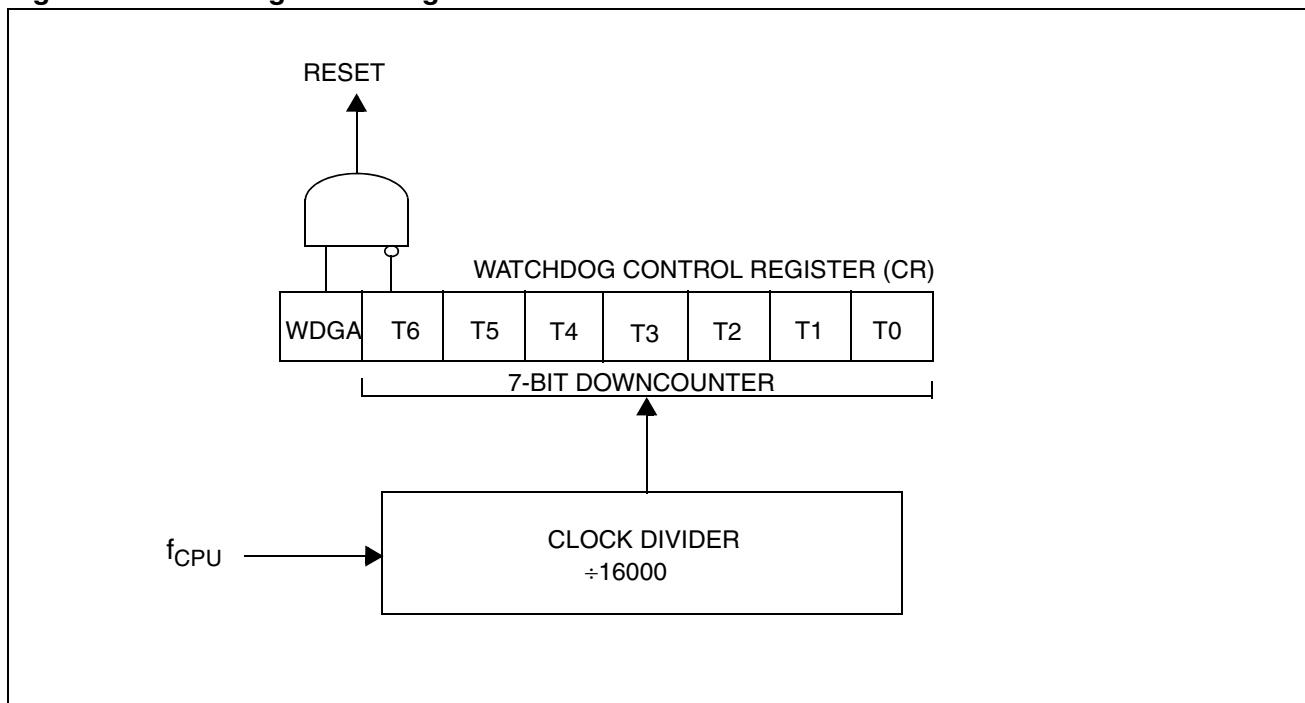 RESET
WATCHDOG CONTROL REGISTER (CR)
WDGA T6 T5 T4 T3 T2 T1 T0
7-BIT DOWNCOUNTER
fCPU
CLOCK DIVIDER
÷16000